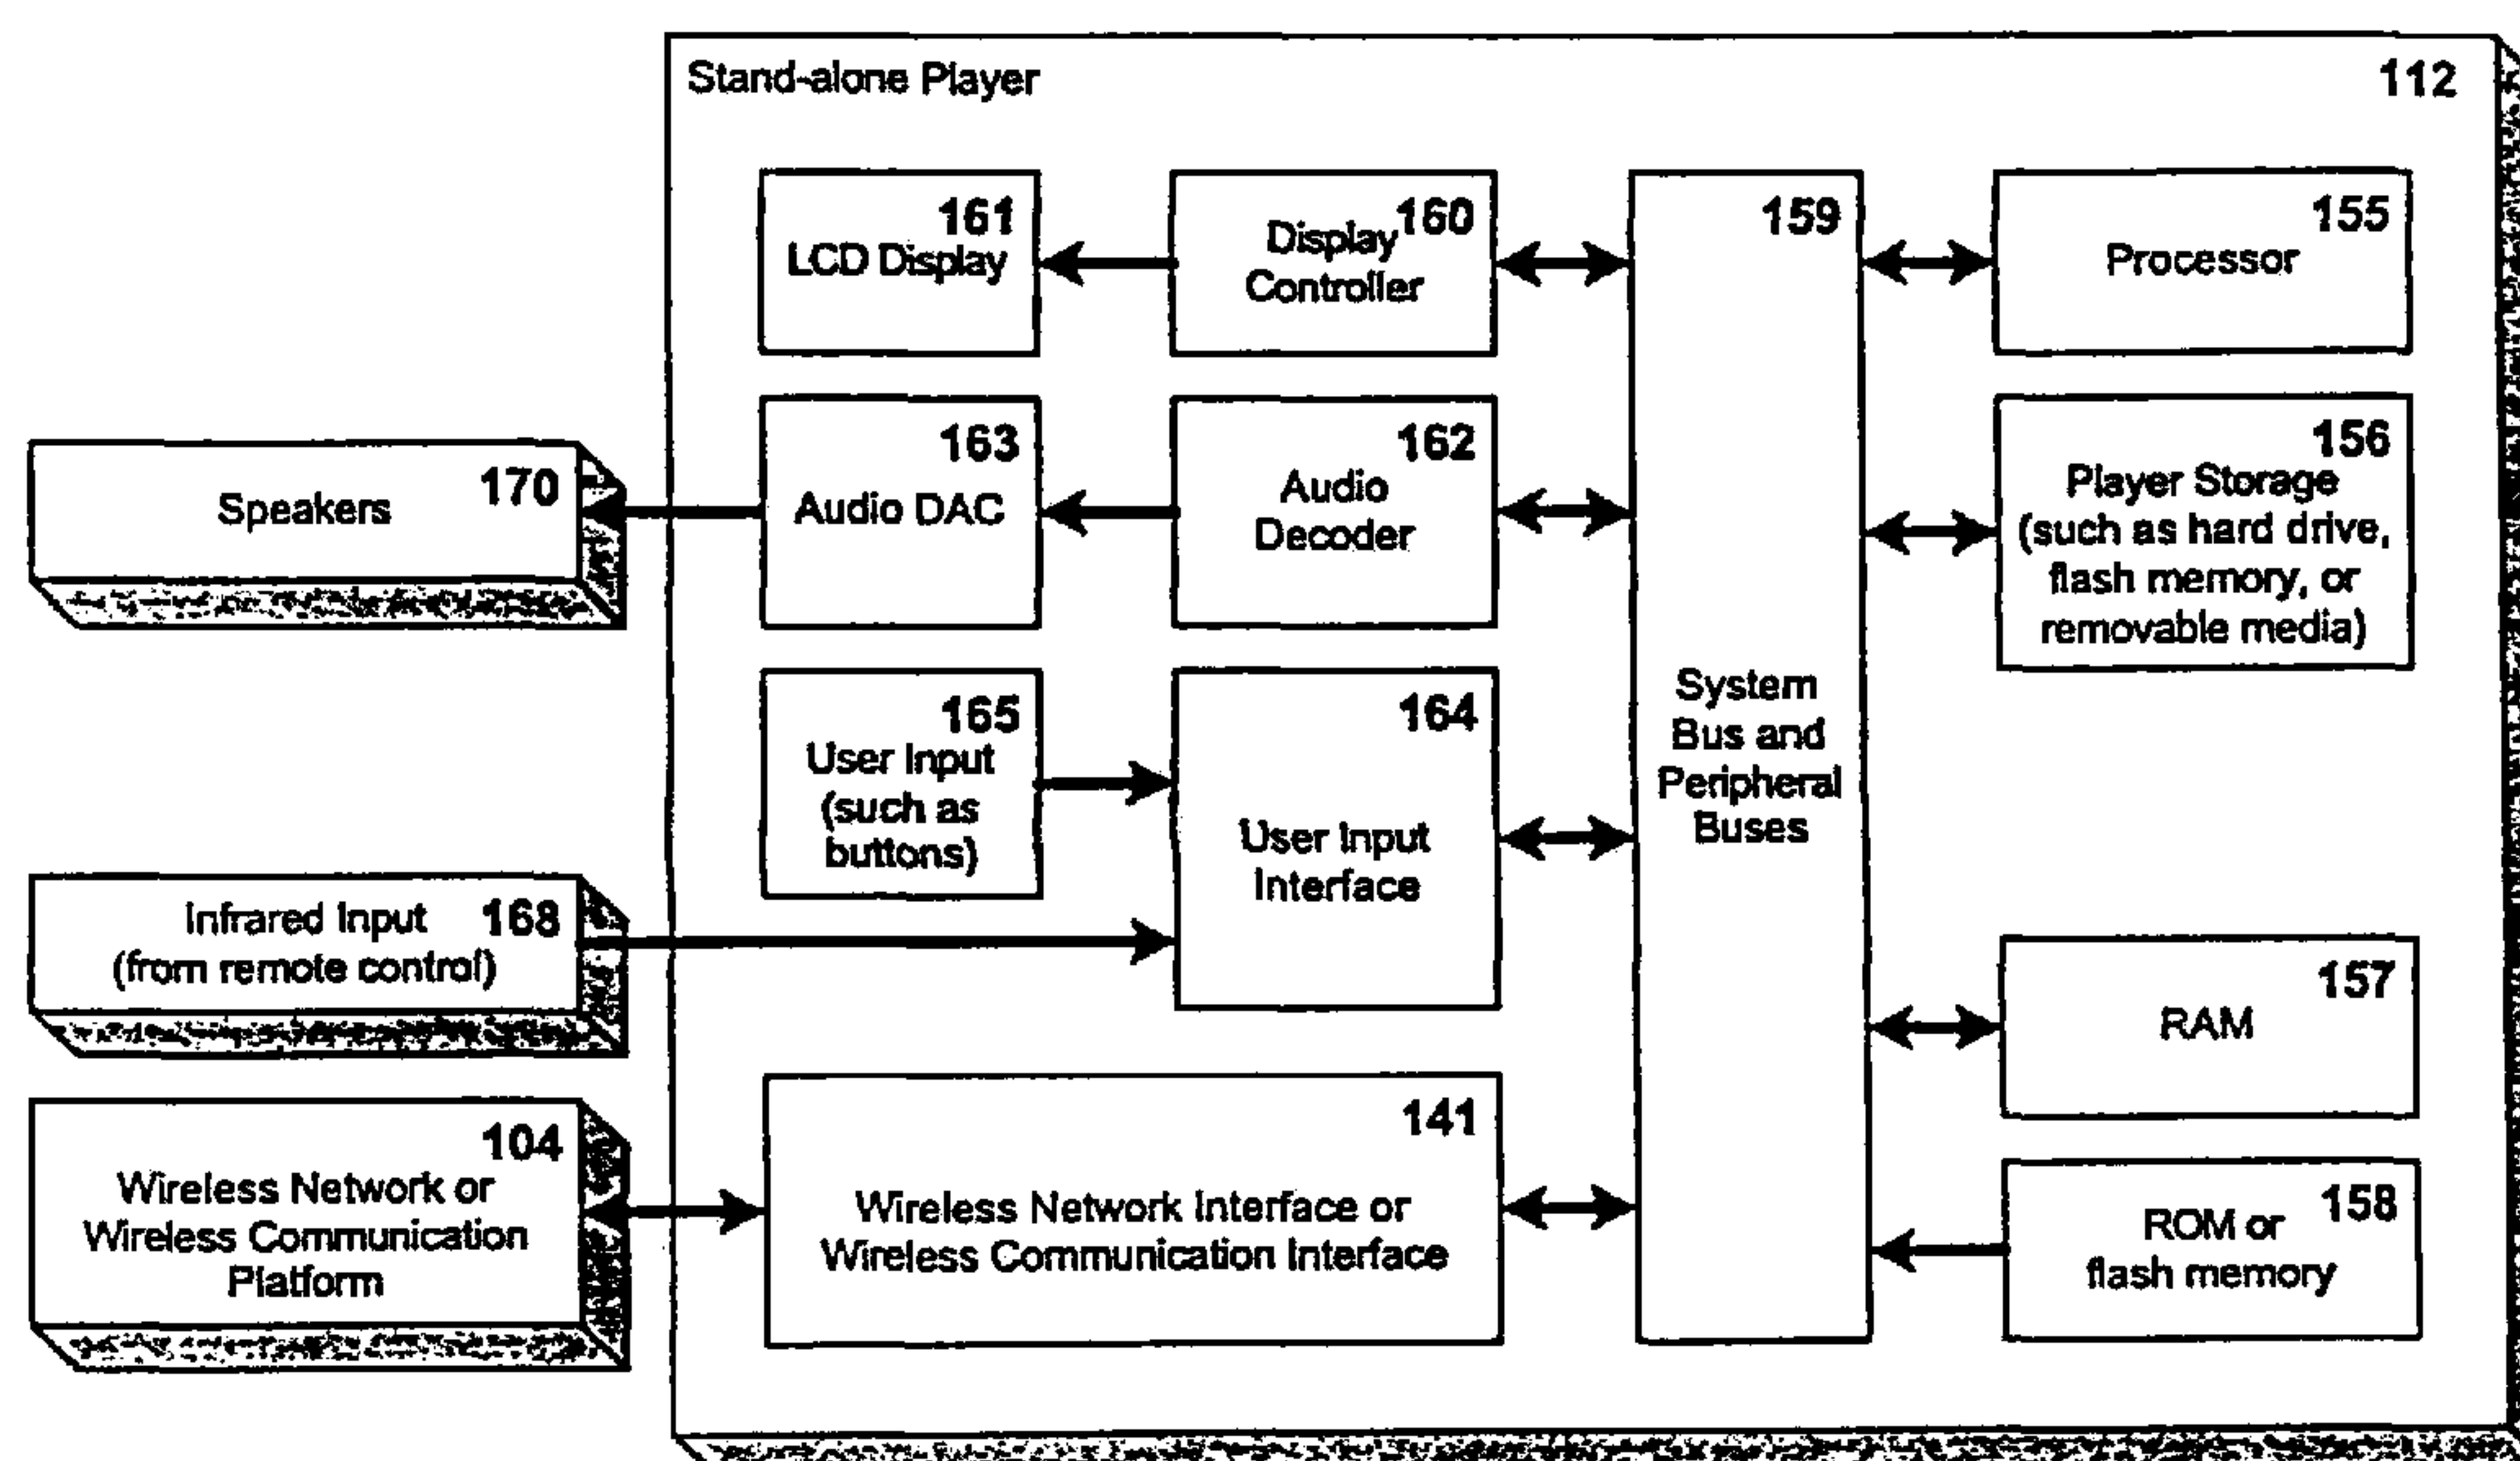 Stand-alone Player
112
161
LCD Display
160
Display
Controller
159
System
Bus and
Peripheral
Buses
155
Processor
170
Speakers
163
Audio DAC
162
Audio
Decoder
156
Player Storage
(such as hard drive,
flash memory, or
removable media)
165
User Input
(such as
buttons)
164
User Input
Interface
168
Infrared Input
(from remote control)
157
RAM
104
Wireless Network or
Wireless Communication
Platform
141
Wireless Network Interface or
Wireless Communication Interface
158
ROM or
flash memory